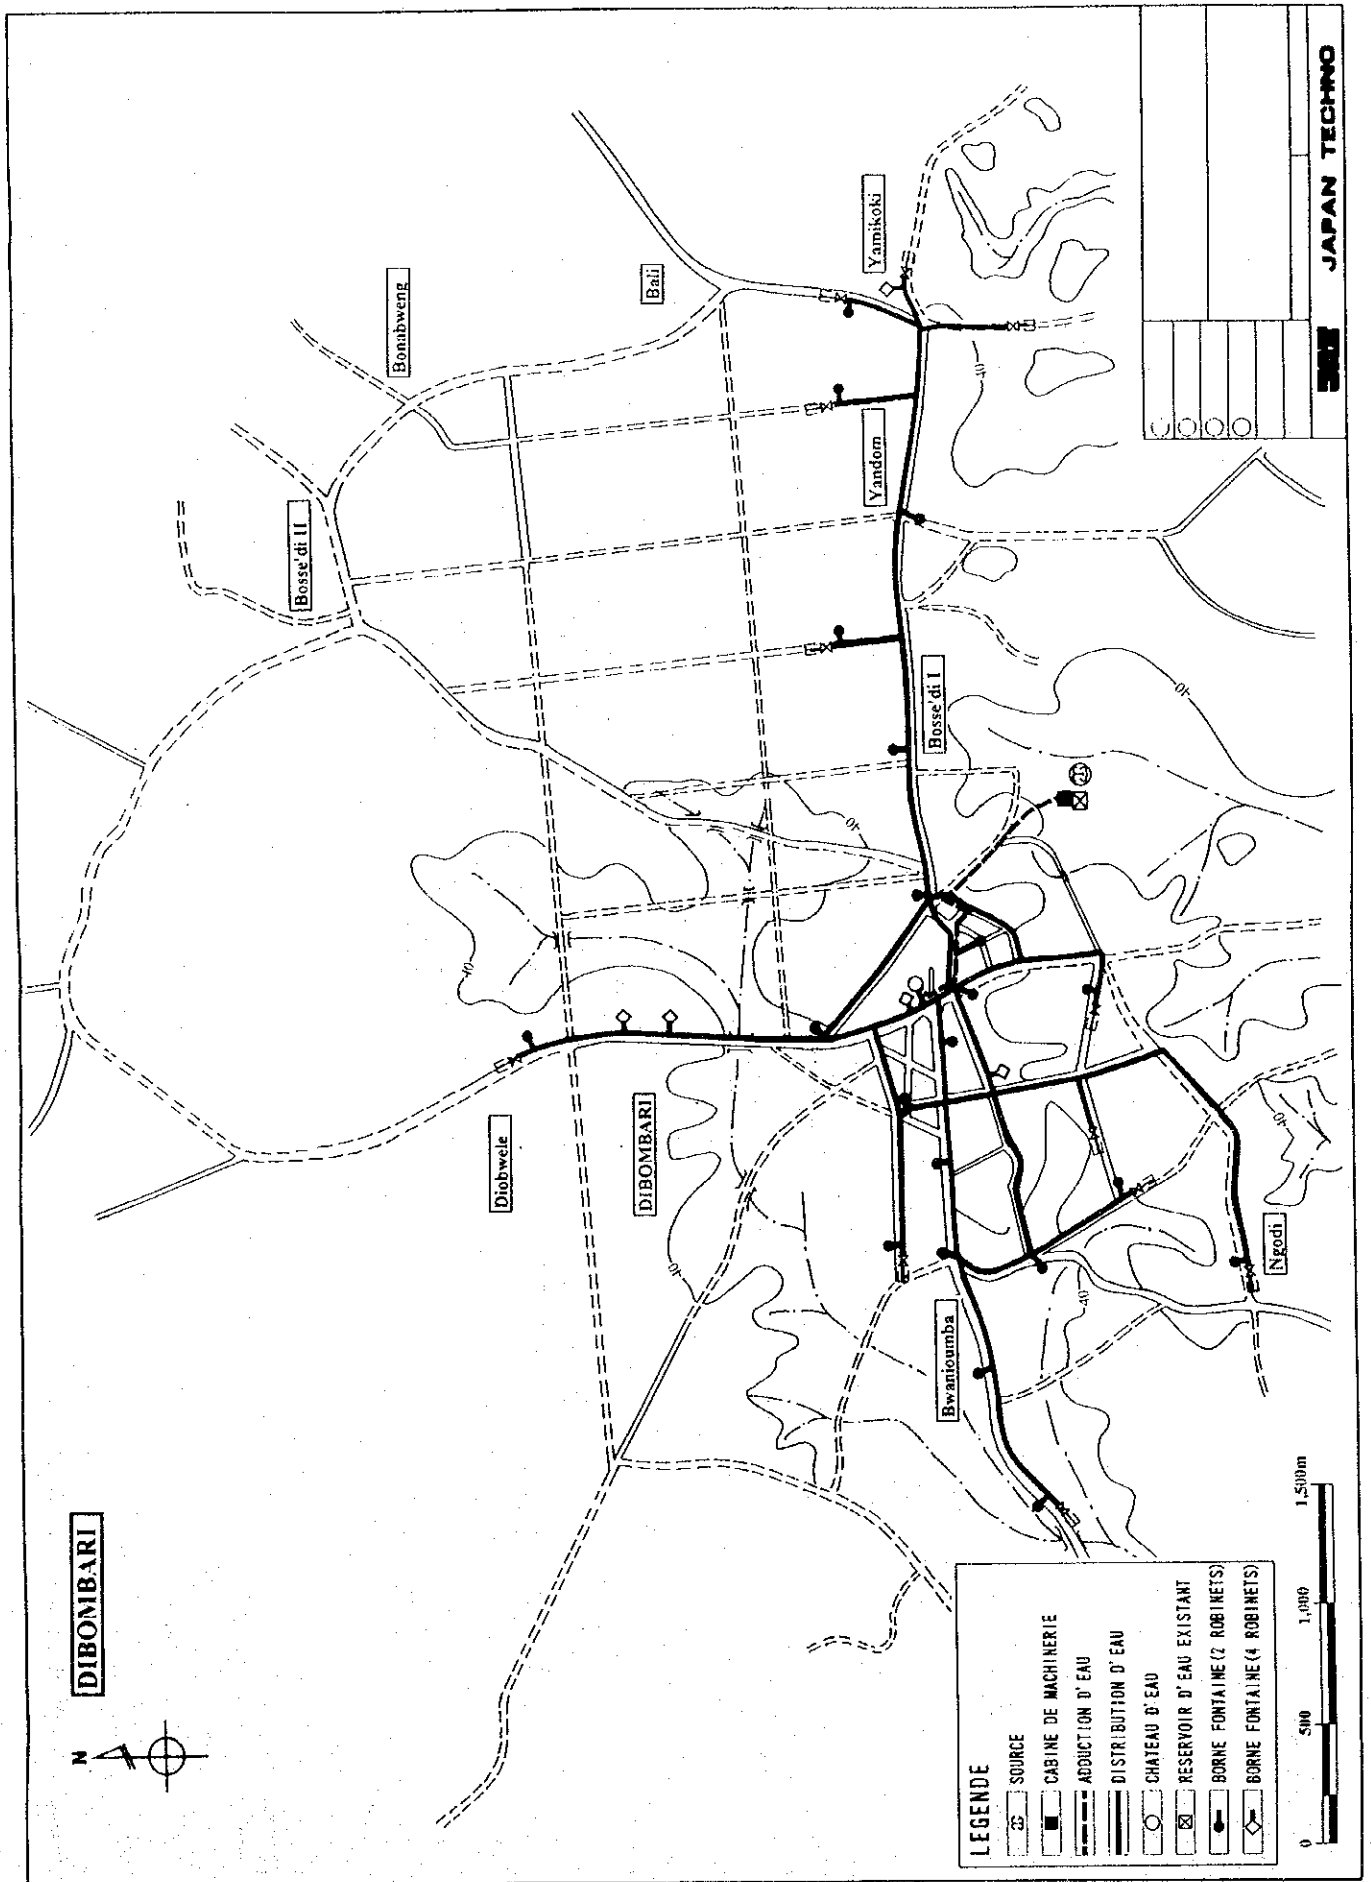 DIBOMBARI
N
Bosse'di II
Bonabweng
Bali
Diobwele
DIBOMBARI
Yandom
Yamikoki
Bosse'di I
Bwanioumba
Ngodi
40
40
40
40
40
40
40
LEGENDE
SOURCE
CABINE DE MACHINERIE
ADDUCTION D'EAU
DISTRIBUTION D'EAU
CHATEAU D'EAU
RESERVOIR D'EAU EXISTANT
BORNE FONTAINE(2 ROBINETS)
BORNE FONTAINE(4 ROBINETS)
0 500 1,000 1,500m
JAPAN TECHNO